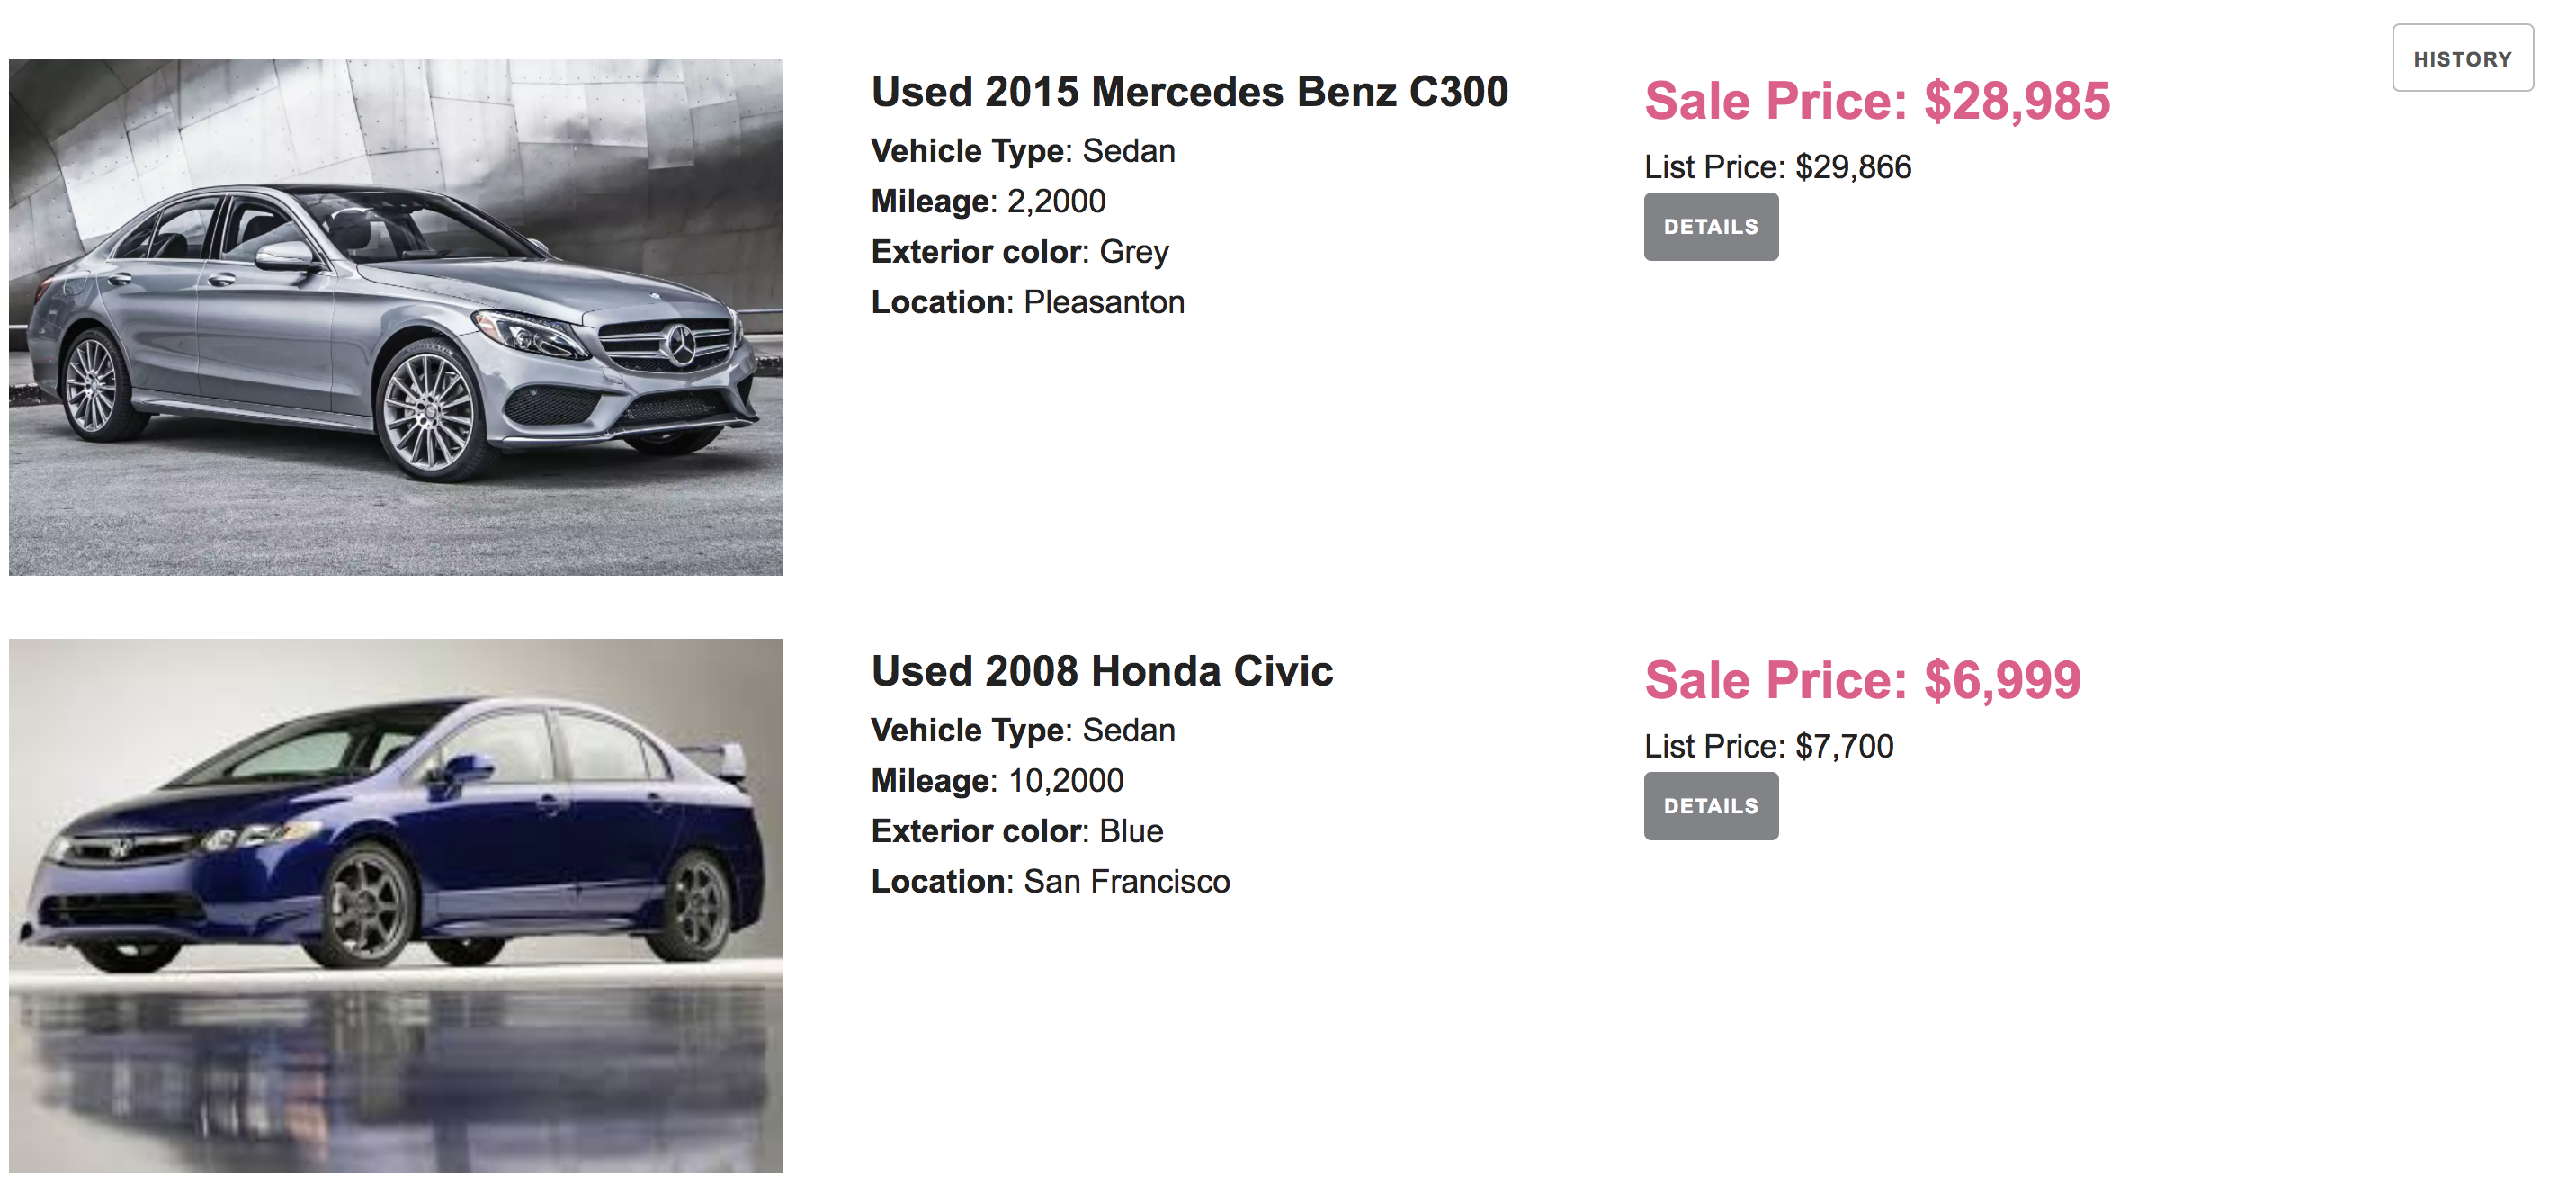 HISTORY
Used 2015 Mercedes Benz C300
Vehicle Type: Sedan
Mileage: 2,2000
Exterior color: Grey
Location: Pleasanton
Sale Price: $28,985
List Price: $29,866
DETAILS
Used 2008 Honda Civic
Vehicle Type: Sedan
Mileage: 10,2000
Exterior color: Blue
Location: San Francisco
Sale Price: $6,999
List Price: $7,700
DETAILS